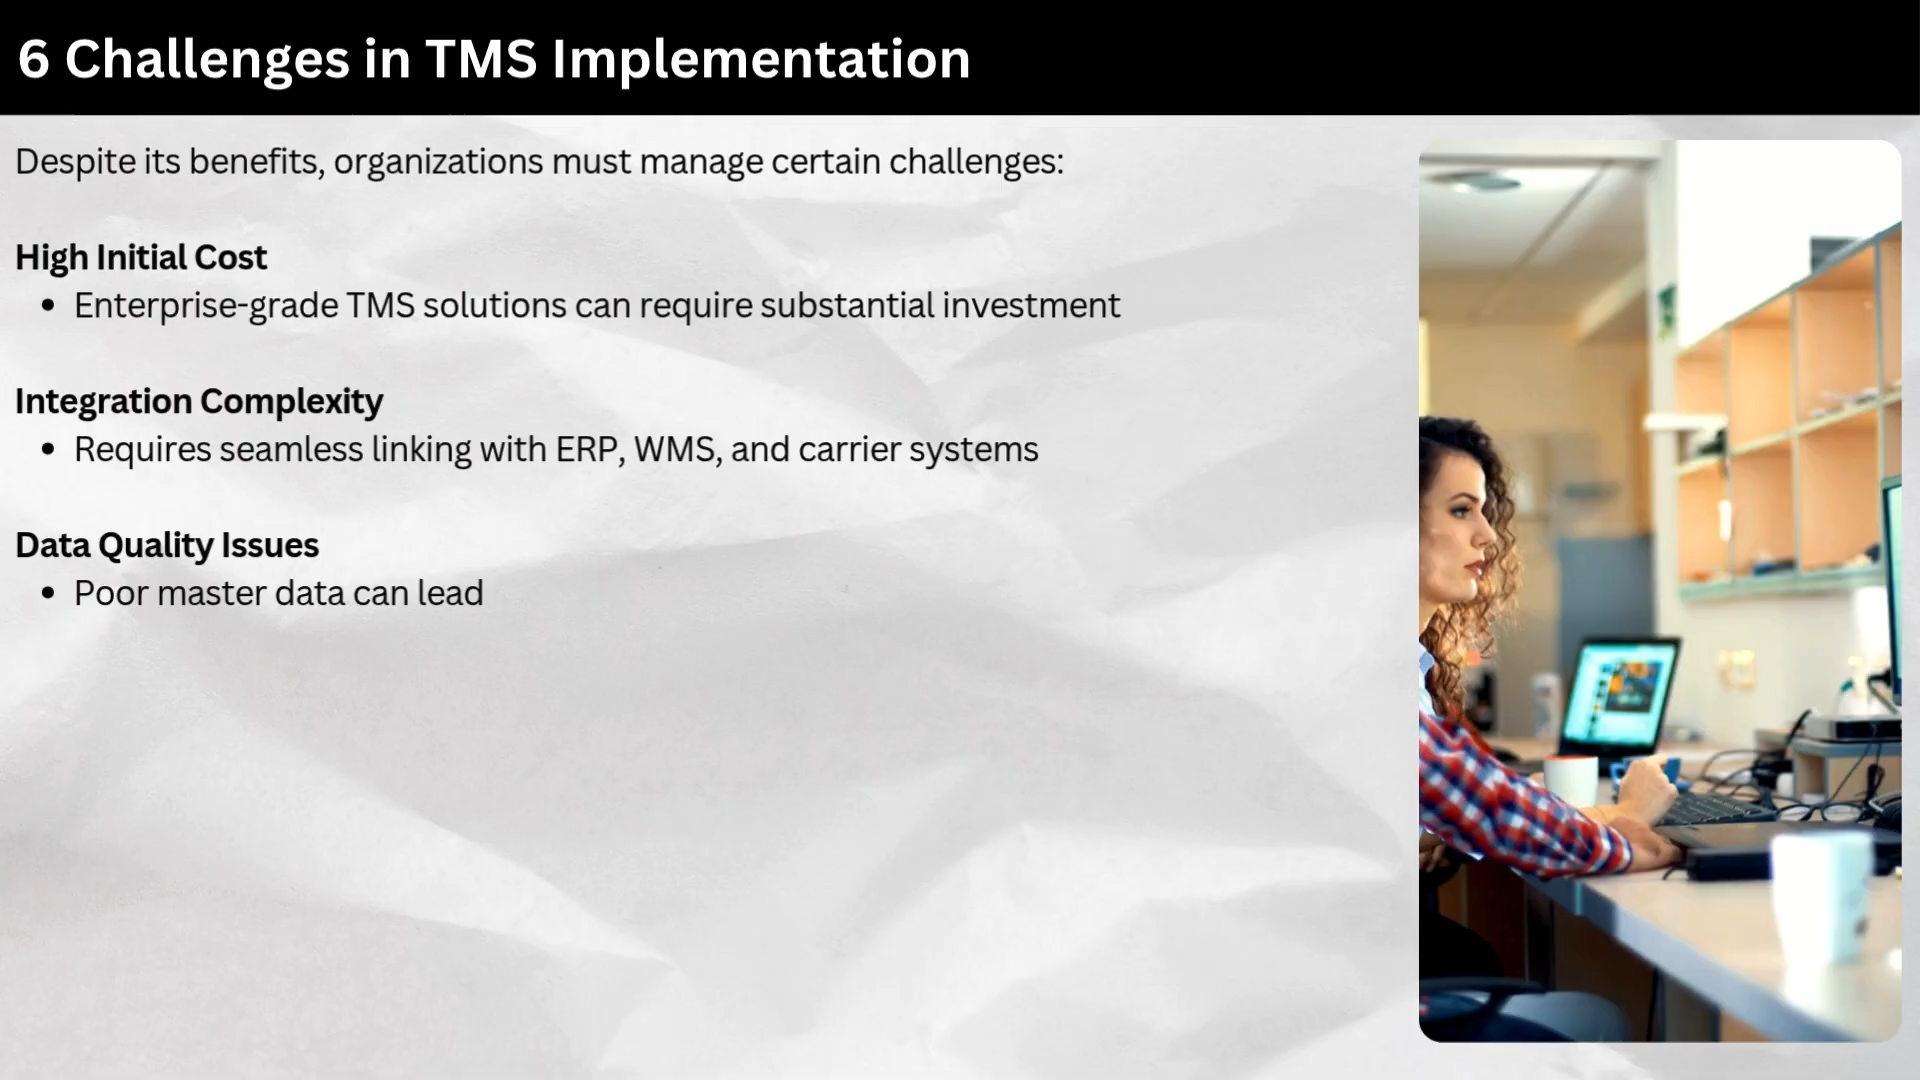 6 Challenges in TMS Implementation
Despite its benefits, organizations must manage certain challenges:
High Initial Cost
• Enterprise-grade TMS solutions can require substantial investment
Integration Complexity
• Requires seamless linking with ERP, WMS, and carrier systems
Data Quality Issues
• Poor master data can lead